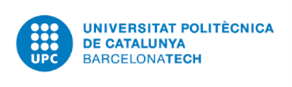 UPC
UNIVERSITAT POLITÈCNICA
DE CATALUNYA
BARCELONATECH